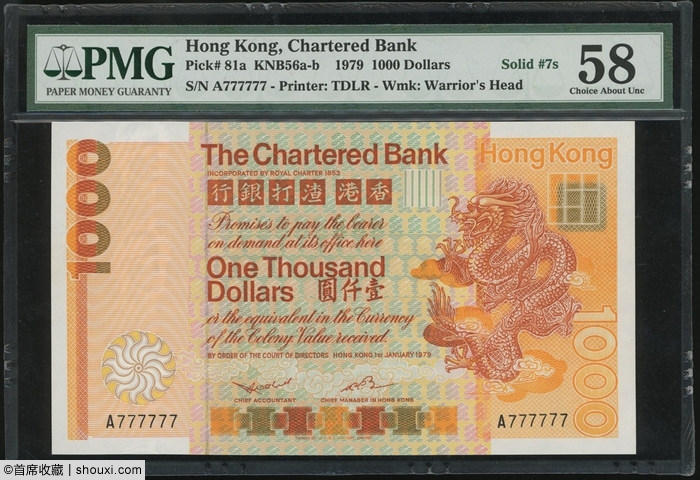 PMG
PAPER MONEY GUARANTY
Hong Kong, Chartered Bank
Pick# 81a KNB56a-b 1979 1000 Dollars
S/N A777777 - Printer: TDLR - Wmk: Warrior's Head
Solid #7s
58
Choice About Unc
1000
The Chartered Bank
INCORPORATED BY ROYAL CHARTER 1853
行銀打渣港香
Promises to pay the bearer
on demand at its office here
One Thousand
Dollars 圓仟壹
or the equivalent in the Currency
of the Colony Value received.
BY ORDER OF THE COURT OF DIRECTORS HONG KONG 1ST JANUARY 1979
CHIEF ACCOUNTANT CHIEF MANAGER IN HONG KONG
Hong Kong
1000
A777777
A777777
©首席收藏 | shouxi.com